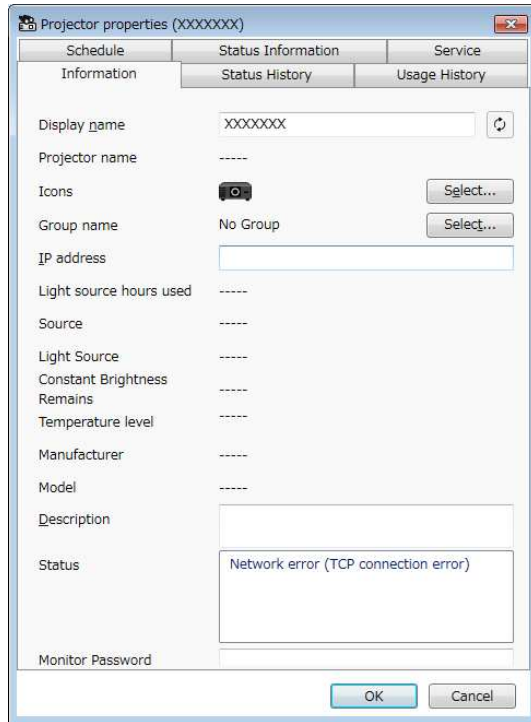 Projector properties (XXXXXXX)
Schedule Status Information Service
Information Status History Usage History
Display name XXXXXXX
Projector name -----
Icons Select...
Group name No Group Select...
IP address
Light source hours used -----
Source -----
Light Source -----
Constant Brightness
Remains -----
Temperature level -----
Manufacturer -----
Model -----
Description
Status Network error (TCP connection error)
Monitor Password
OK Cancel